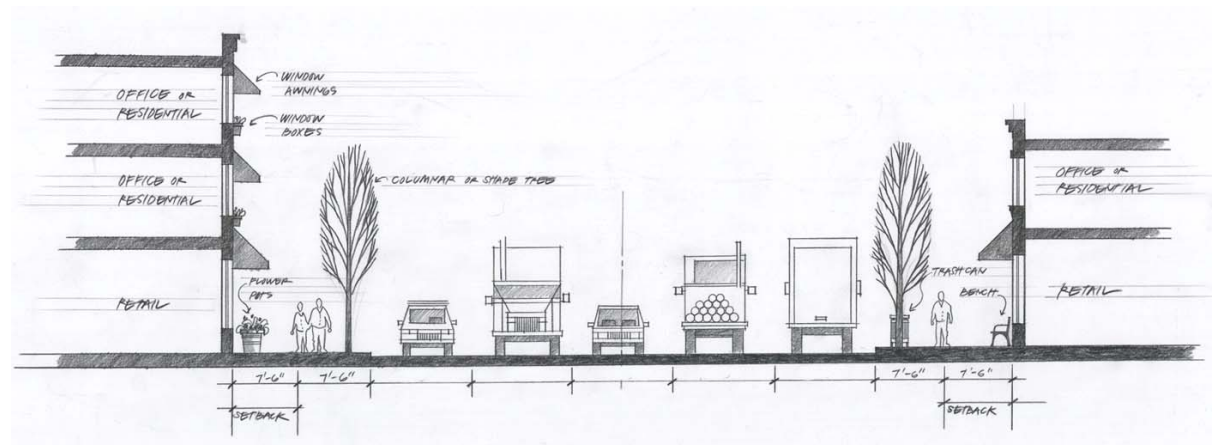 WINDOW
AWNINGS
OFFICE OR
RESIDENTIAL
WINDOW
BOXES
OFFICE OR
RESIDENTIAL
COLUMNAR OR SHADE TREE
OFFICE OR
RESIDENTIAL
FLOWER
POTS
RETAIL
TRASH CAN
BENCH
RETAIL
7'-6"
7'-6"
7'-6"
7'-6"
SETBACK
SETBACK